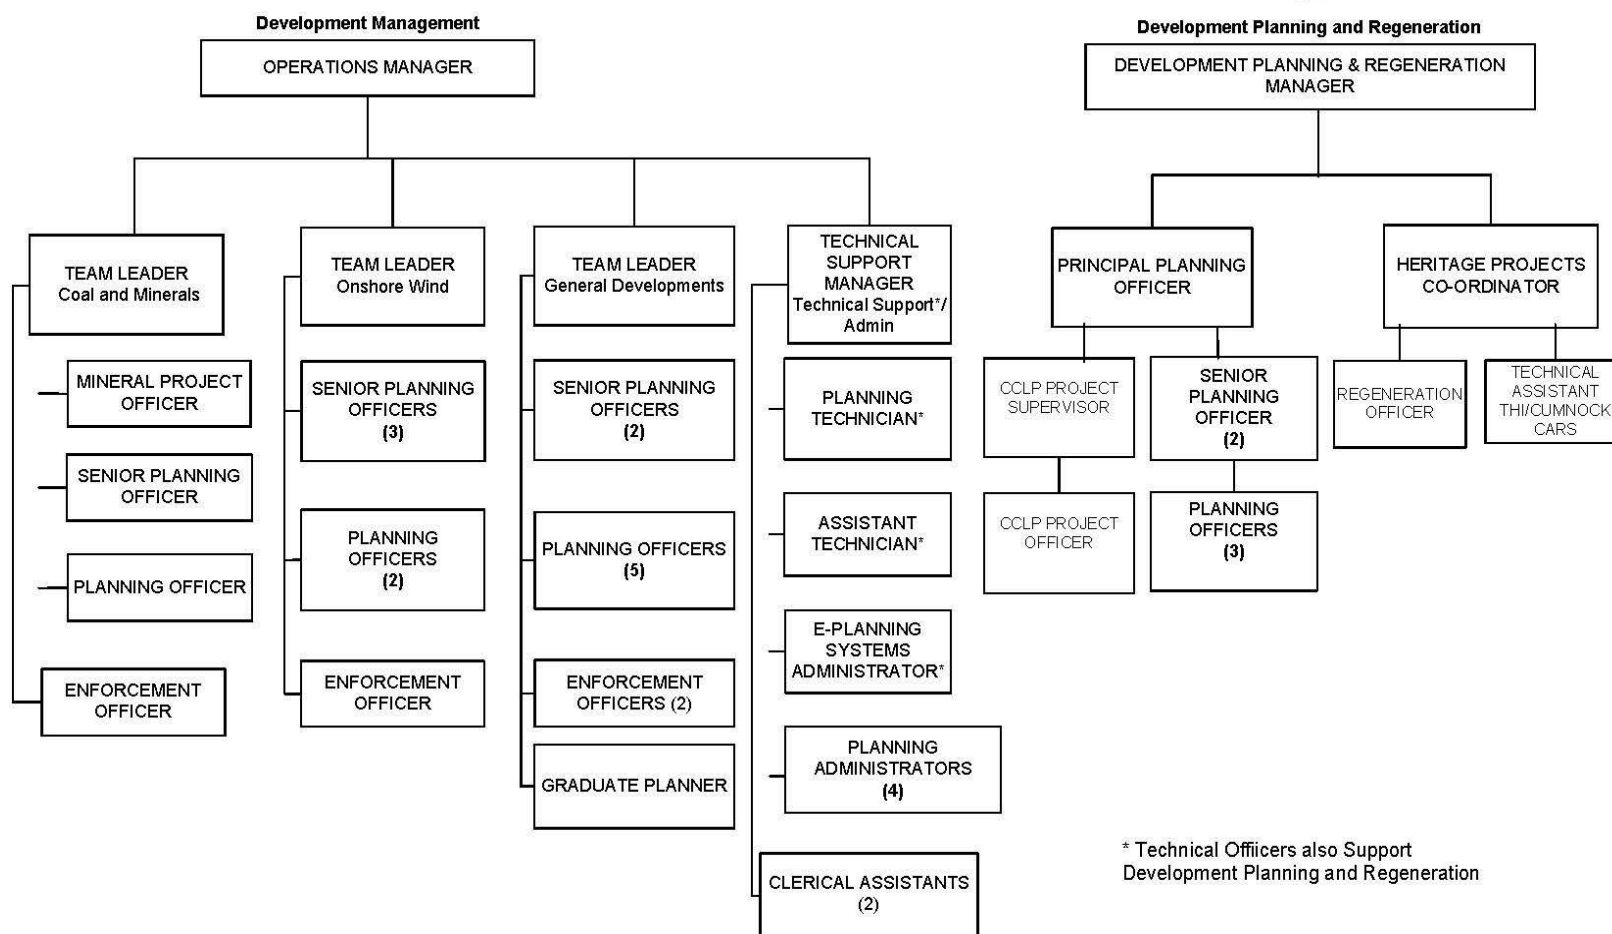 Development Management
OPERATIONS MANAGER
TEAM LEADER
Coal and Minerals
MINERAL PROJECT
OFFICER
SENIOR PLANNING
OFFICER
PLANNING OFFICER
ENFORCEMENT
OFFICER
TEAM LEADER
Onshore Wind
SENIOR PLANNING
OFFICERS
(3)
PLANNING
OFFICERS
(2)
ENFORCEMENT
OFFICER
TEAM LEADER
General Developments
SENIOR PLANNING
OFFICERS
(2)
PLANNING OFFICERS
(5)
ENFORCEMENT
OFFICERS (2)
GRADUATE PLANNER
TECHNICAL
SUPPORT
MANAGER
Technical Support*/
Admin
PLANNING
TECHNICIAN*
ASSISTANT
TECHNICIAN*
E-PLANNING
SYSTEMS
ADMINISTRATOR*
PLANNING
ADMINISTRATORS
(4)
CLERICAL ASSISTANTS
(2)
Development Planning and Regeneration
DEVELOPMENT PLANNING & REGENERATION
MANAGER
PRINCIPAL PLANNING
OFFICER
CCLP PROJECT
SUPERVISOR
CCLP PROJECT
OFFICER
SENIOR
PLANNING
OFFICER
(2)
PLANNING
OFFICERS
(3)
HERITAGE PROJECTS
CO-ORDINATOR
REGENERATION
OFFICER
TECHNICAL
ASSISTANT
THI/CUMNOCK
CARS
* Technical Offiicers also Support
Development Planning and Regeneration